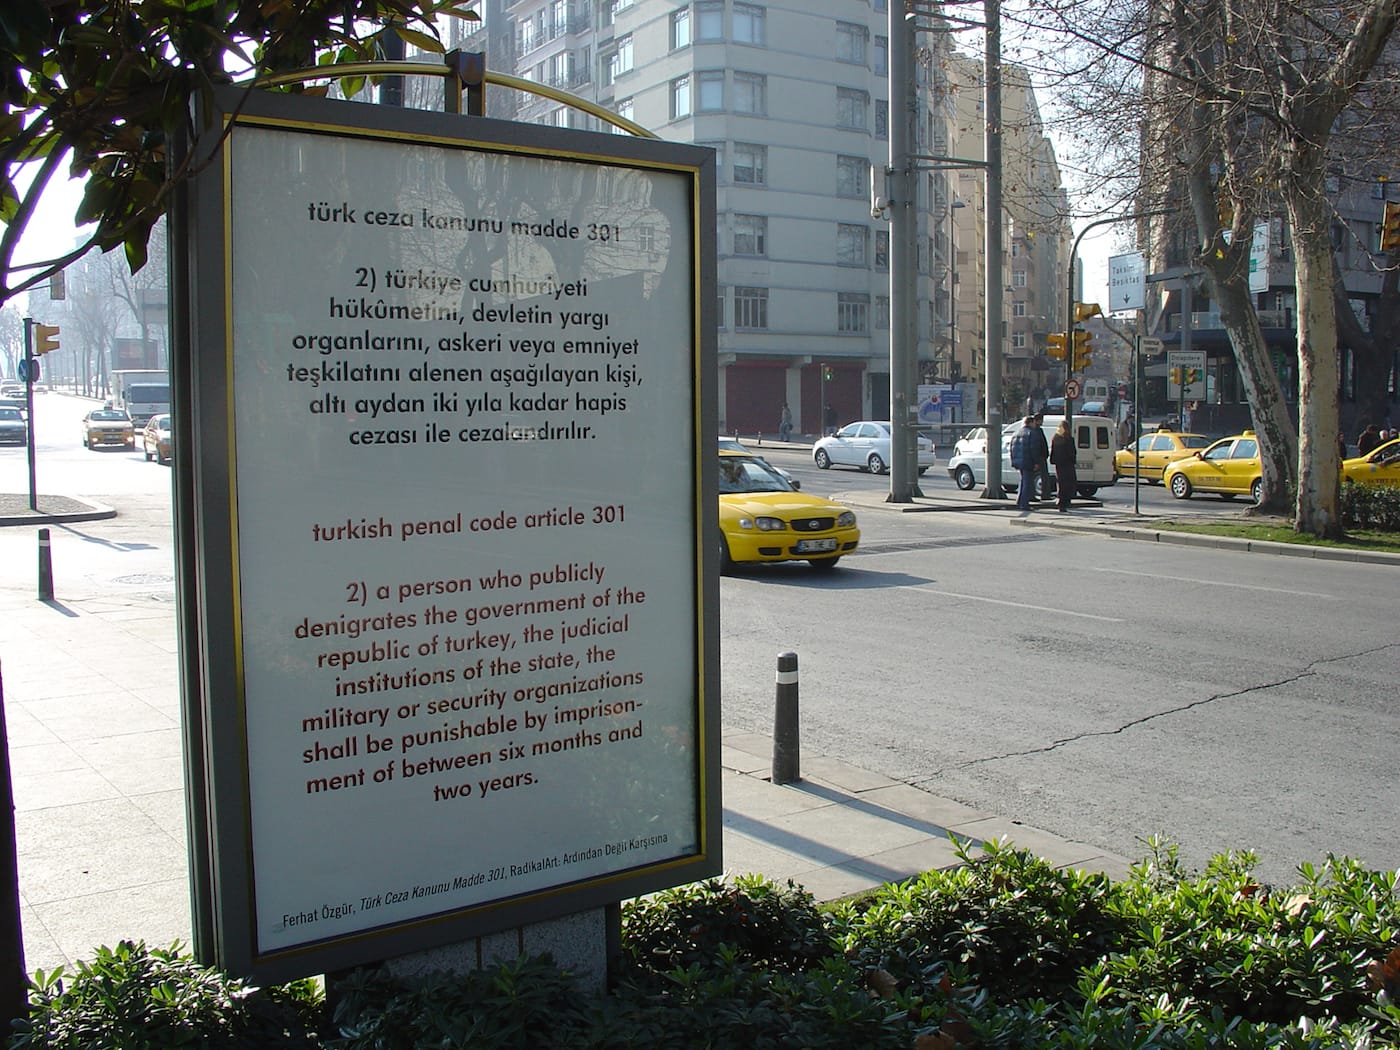 türk ceza kanunu madde 301
2) türkiye cumhuriyeti
hükûmetini, devletin yargı
organlarını, askeri veya emniyet
teşkilatını alenen aşağılayan kişi,
altı aydan iki yıla kadar hapis
cezası ile cezalandırılır.
turkish penal code article 301
2) a person who publicly
denigrates the government of the
republic of turkey, the judicial
institutions of the state, the
military or security organizations
shall be punishable by imprison-
ment of between six months and
two years.
Ferhat Özgür, Türk Ceza Kanunu Madde 301, RadikalArt: Ardından Değil Karşısına
Taksim
Beşiktaş
Dolapdere